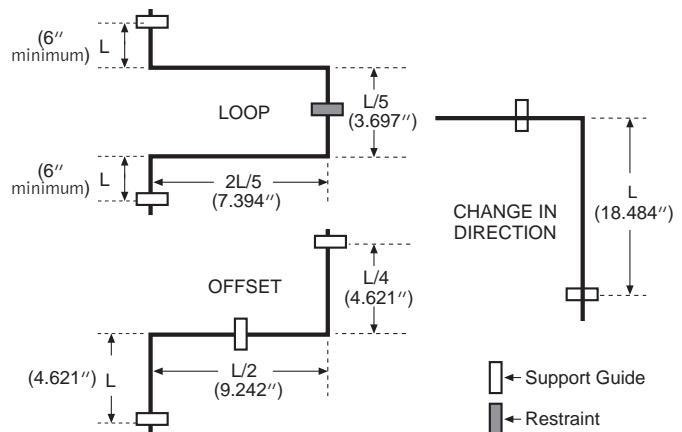 (6″
minimum)
L
LOOP
L/5
(3.697″)
(6″
minimum)
L
2L/5
(7.394″)
CHANGE IN
DIRECTION
L
(18.484″)
OFFSET
L/4
(4.621″)
(4.621″)
L
L/2
(9.242″)
Support Guide
Restraint